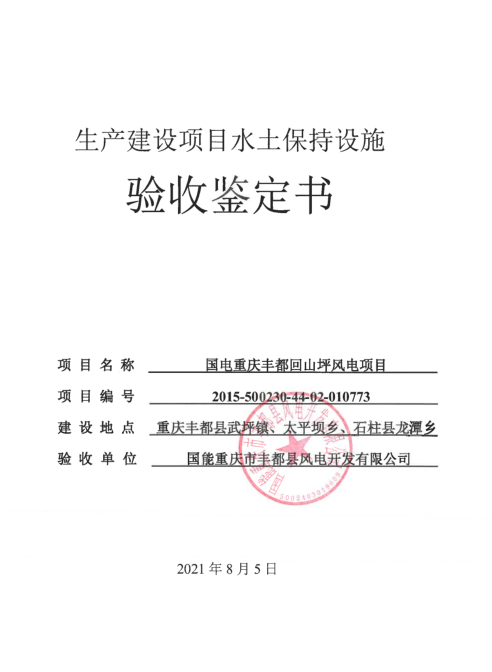 生产建设项目水土保持设施
验收鉴定书
项目名称 国电重庆丰都回山坪风电项目
项目编号 2015-500230-44-02-010773
建设地点 重庆丰都县武坪镇、太平坝乡、石柱县龙潭乡
验收单位 国能重庆市丰都县风电开发有限公司
2021 年 8 月 5 日